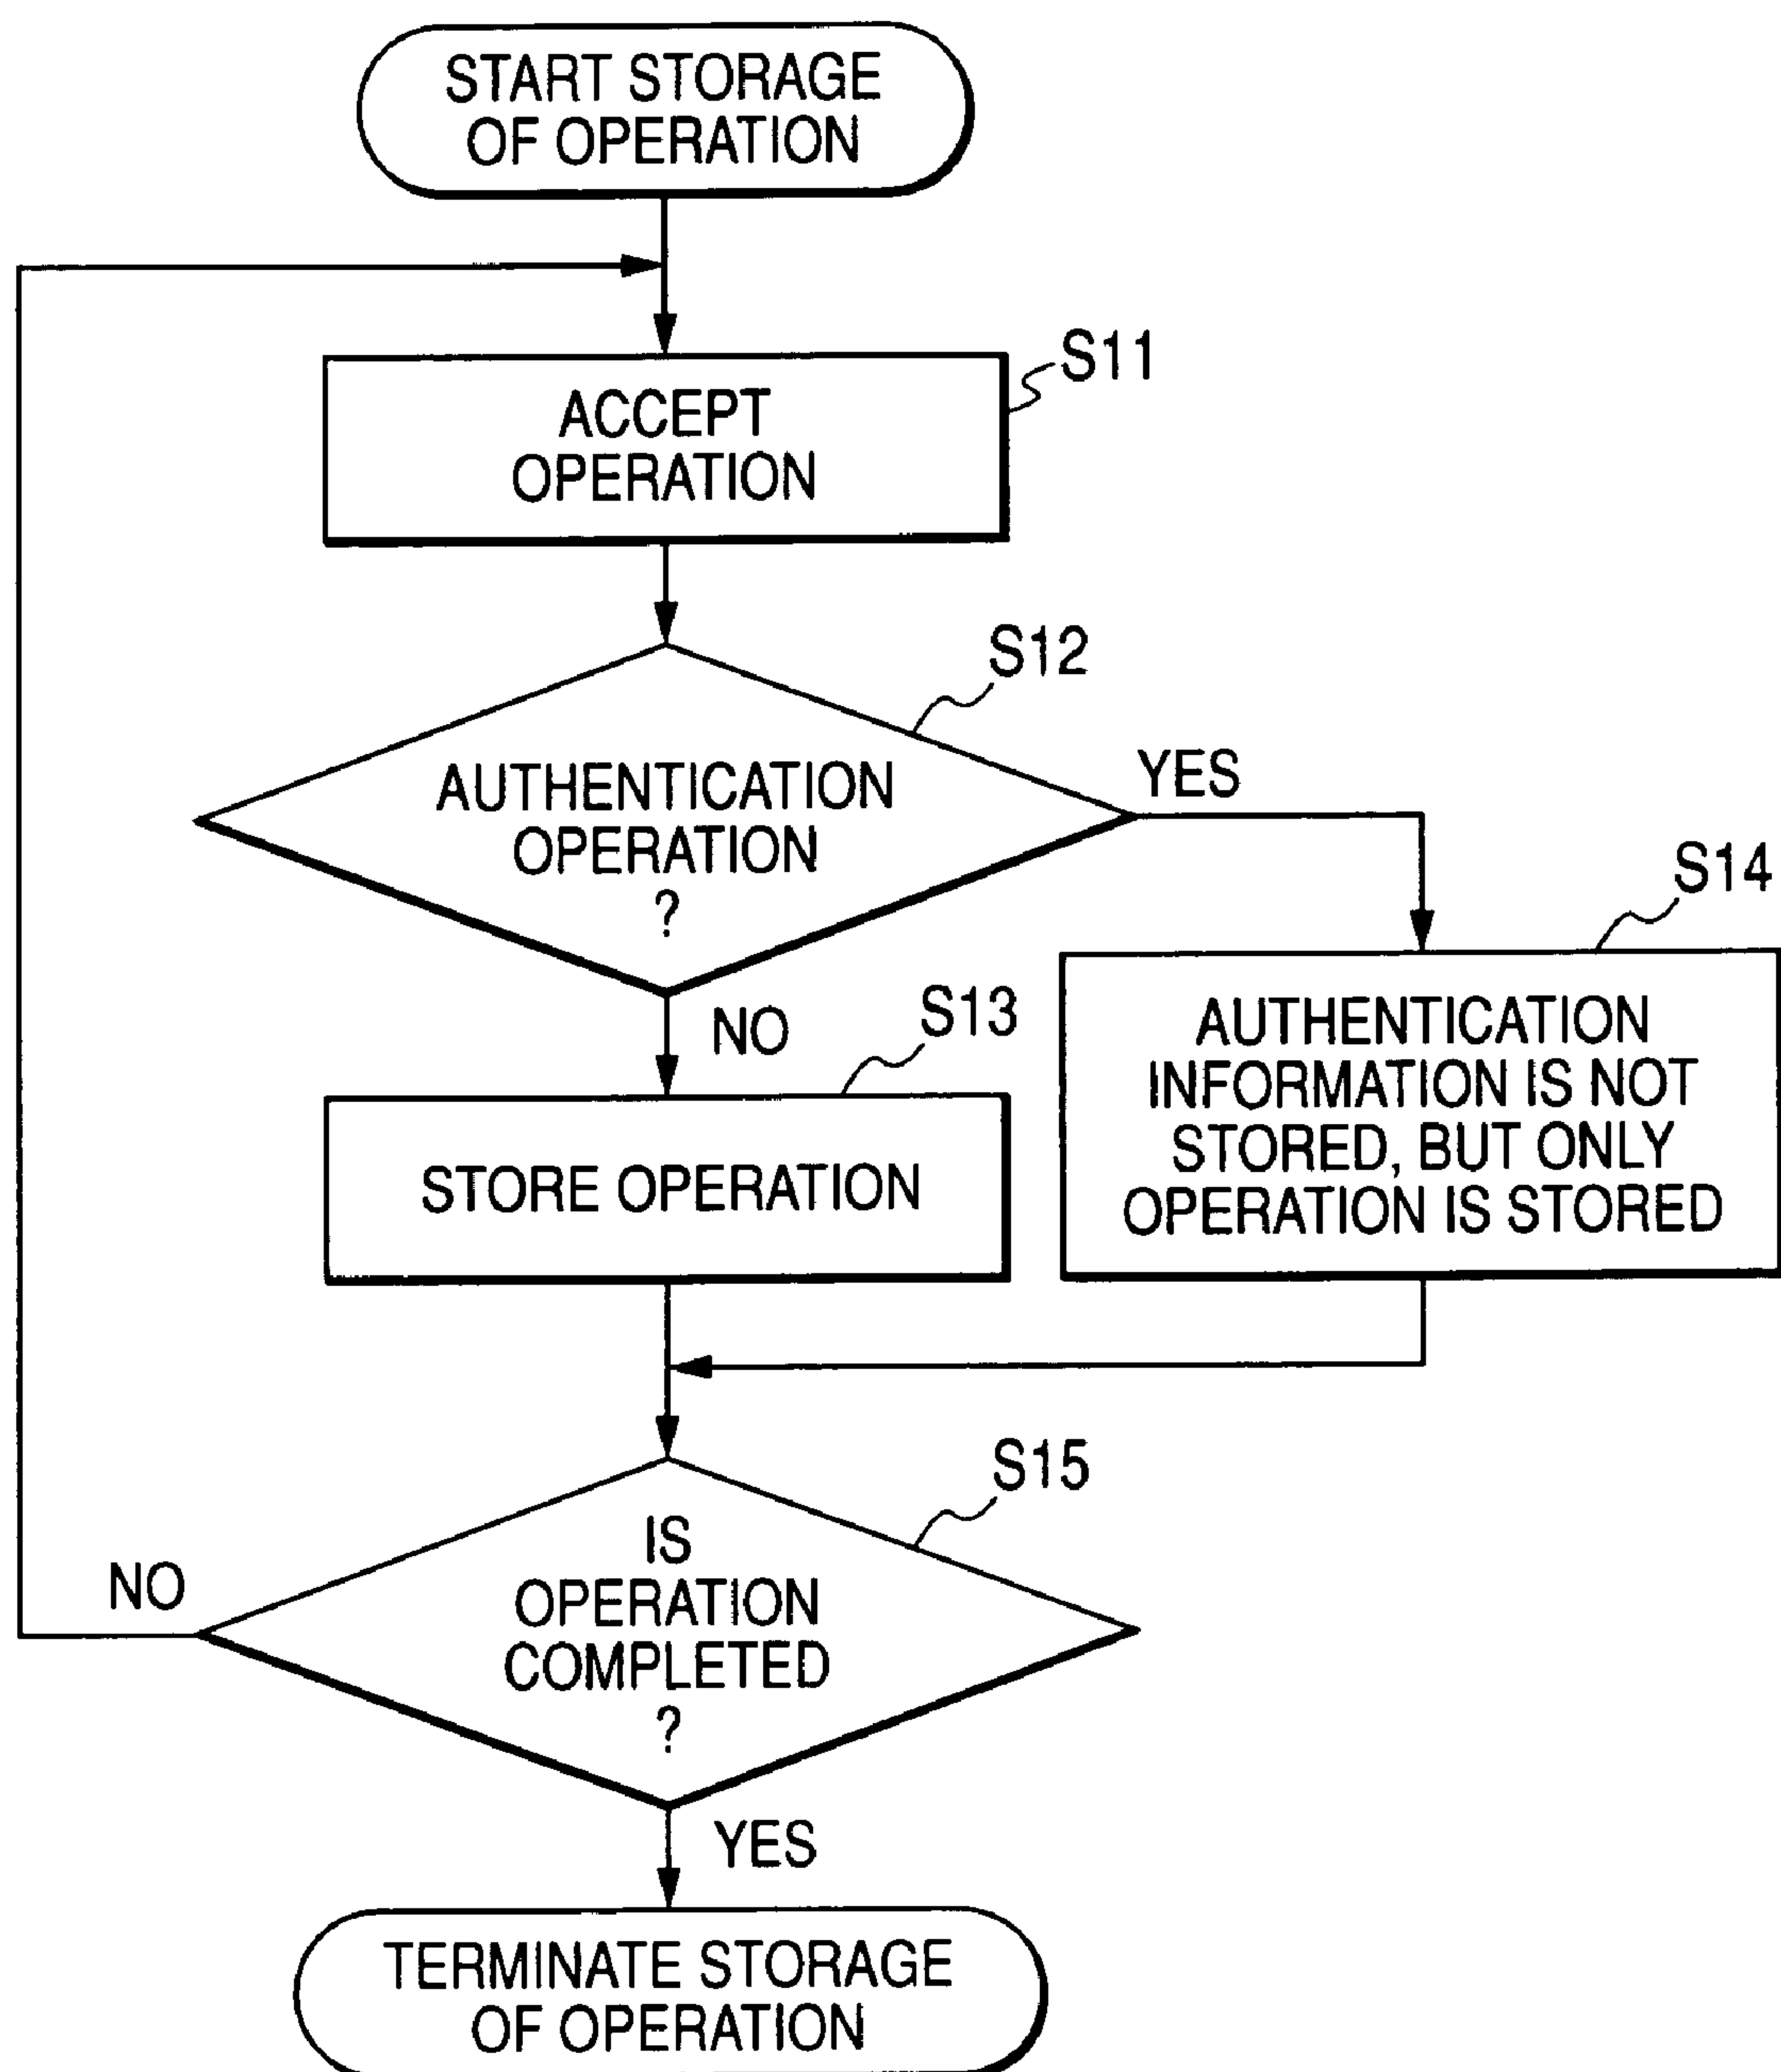 START STORAGE
OF OPERATION
S11
ACCEPT
OPERATION
S12
AUTHENTICATION
OPERATION
?
YES
S14
NO
S13
AUTHENTICATION
INFORMATION IS NOT
STORED, BUT ONLY
OPERATION IS STORED
STORE OPERATION
S15
IS
OPERATION
COMPLETED
?
NO
YES
TERMINATE STORAGE
OF OPERATION